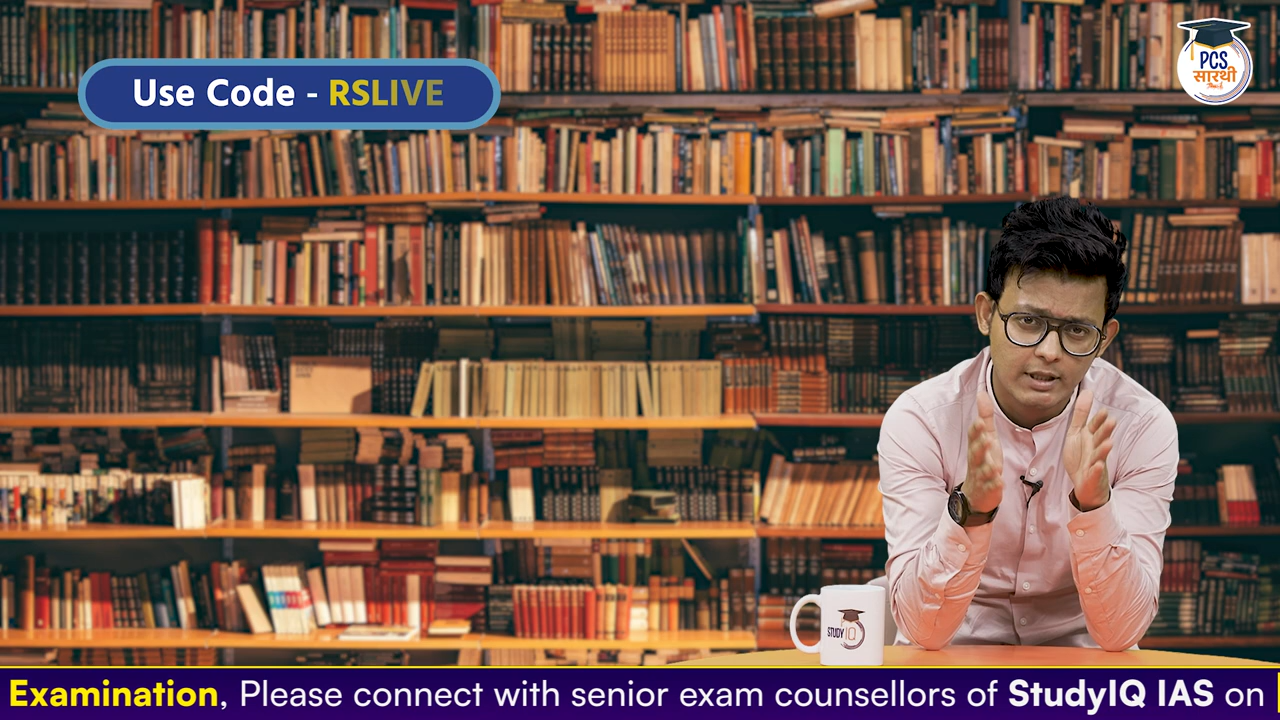 Use Code - RSLIVE
PCS
सारथी
STUDY IQ
Examination, Please connect with senior exam counsellors of StudyIQ IAS on